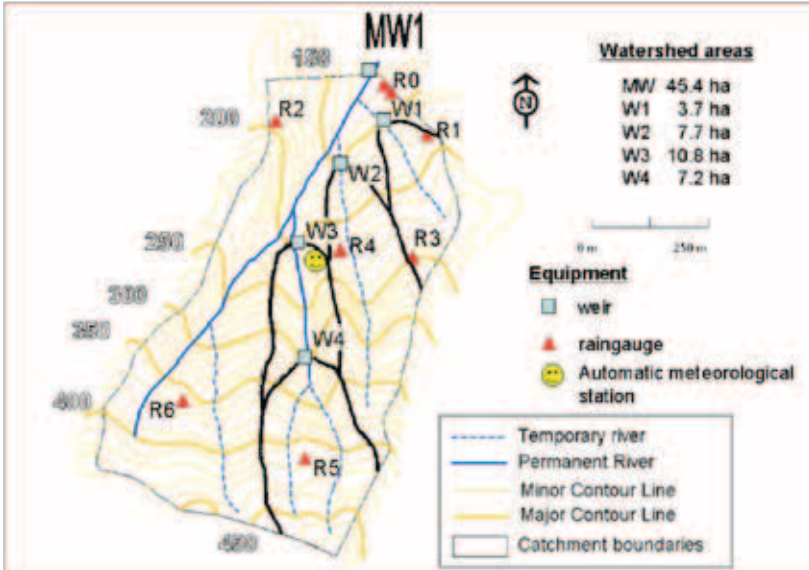 MW1
150
R0
W1
R2
R1
200
W2
W3
R4
R3
250
300
350
W4
400
R6
R5
450
N
Watershed areas
MW 45.4 ha
W1 3.7 ha
W2 7.7 ha
W3 10.8 ha
W4 7.2 ha
0 m 250 m
Equipment
weir
raingauge
Automatic meteorological
station
Temporary river
Permanent River
Minor Contour Line
Major Contour Line
Catchment boundaries